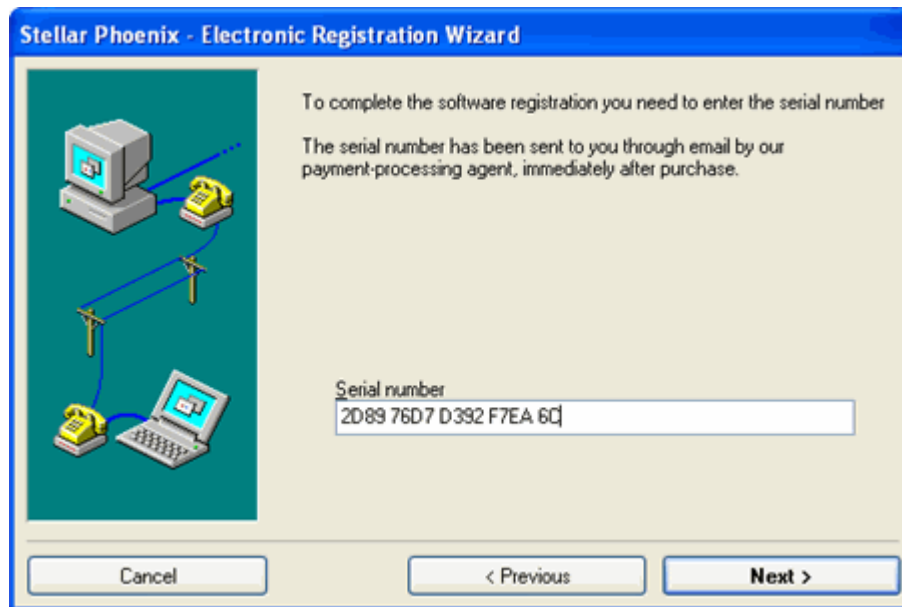 Stellar Phoenix - Electronic Registration Wizard
To complete the software registration you need to enter the serial number
The serial number has been sent to you through email by our
payment-processing agent, immediately after purchase.
Serial number
2D89 76D7 D392 F7EA 6C
Cancel
< Previous
Next >